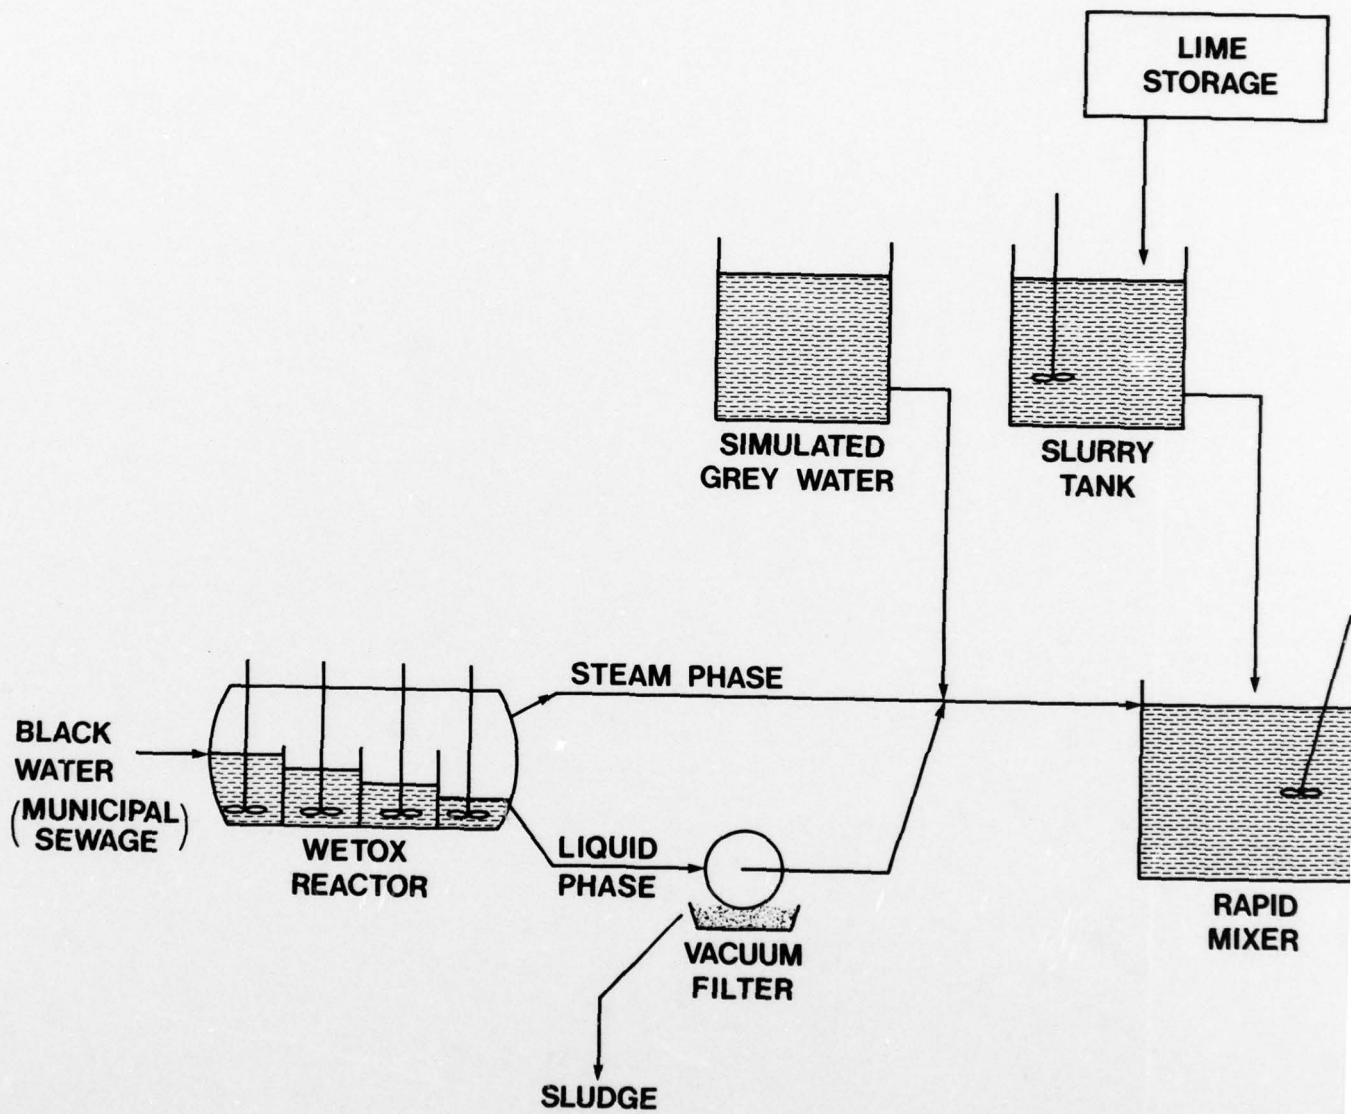 LIME
STORAGE
SIMULATED
GREY WATER
SLURRY
TANK
STEAM PHASE
BLACK
WATER
(MUNICIPAL
SEWAGE)
WETOX
REACTOR
LIQUID
PHASE
VACUUM
FILTER
RAPID
MIXER
SLUDGE